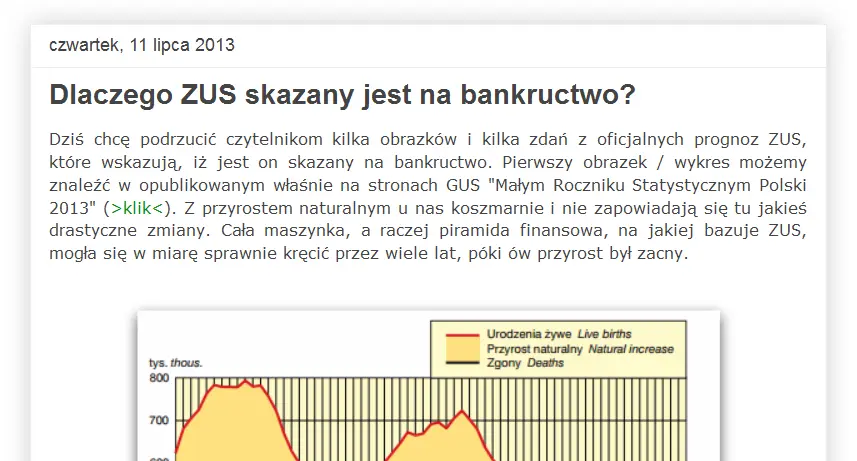 czwartek, 11 lipca 2013
Dlaczego ZUS skazany jest na bankructwo?
Dziś chcę podrzucić czytelnikom kilka obrazków i kilka zdań z oficjalnych prognoz ZUS,
które wskazują, iż jest on skazany na bankructwo. Pierwszy obrazek / wykres możemy
znaleźć w opublikowanym właśnie na stronach GUS "Małym Roczniku Statystycznym Polski
2013" (>klik<). Z przyrostem naturalnym u nas koszmarnie i nie zapowiadają się tu jakieś
drastyczne zmiany. Cała maszynka, a raczej piramida finansowa, na jakiej bazuje ZUS,
mogła się w miarę sprawnie kręcić przez wiele lat, póki ów przyrost był zacny.
Urodzenia żywe Live births
Przyrost naturalny Natural increase
Zgony Deaths
tys. thous.
800
700
600